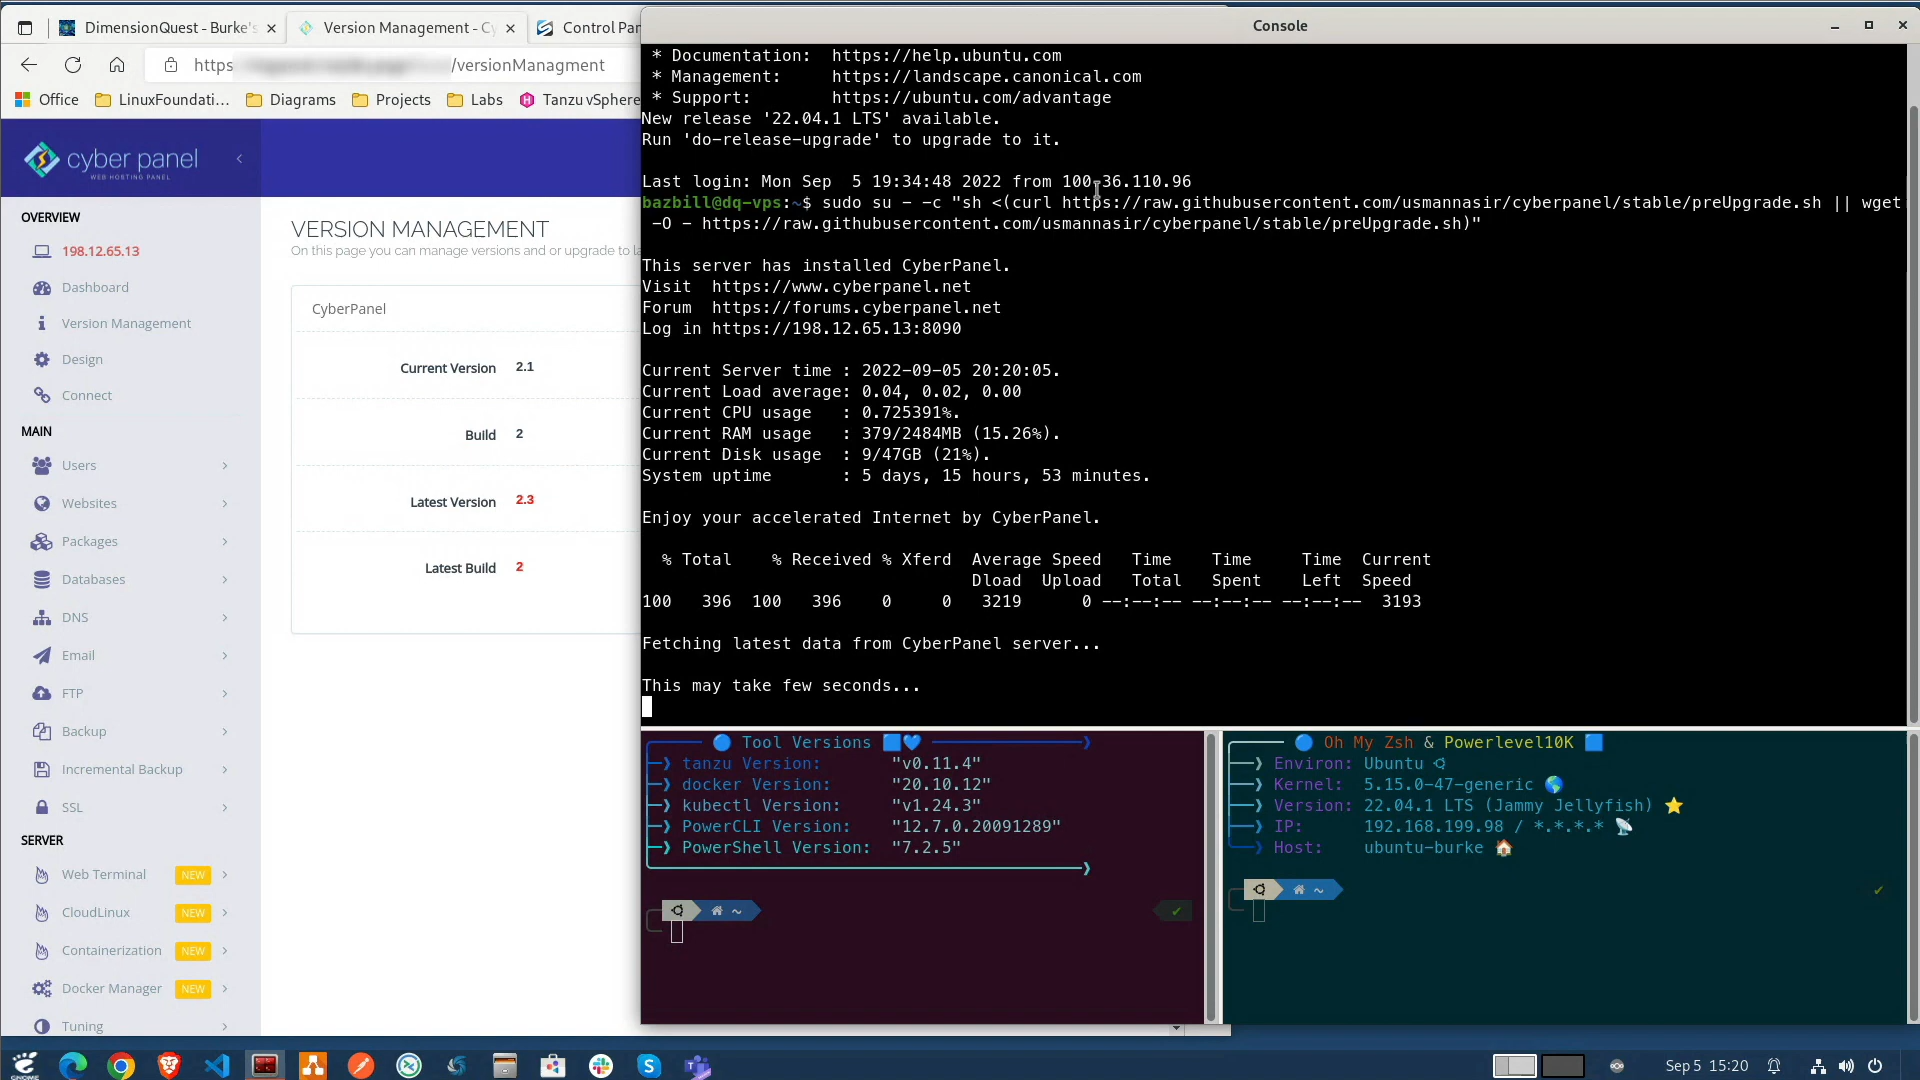 DimensionQuest - Burke's
Version Management - Cy
Control Pan
https
/versionManagment
Office
LinuxFoundati...
Diagrams
Projects
Labs
Tanzu vSphere
cyber panel
WEB HOSTING PANEL
OVERVIEW
198.12.65.13
Dashboard
Version Management
Design
Connect
MAIN
Users
Websites
Packages
Databases
DNS
Email
FTP
Backup
Incremental Backup
SSL
SERVER
Web Terminal NEW
CloudLinux NEW
Containerization NEW
Docker Manager NEW
Tuning
VERSION MANAGEMENT
On this page you can manage versions and or upgrade to la
CyberPanel
Current Version 2.1
Build 2
Latest Version 2.3
Latest Build 2
Console
* Documentation:  https://help.ubuntu.com
* Management:     https://landscape.canonical.com
* Support:        https://ubuntu.com/advantage
New release '22.04.1 LTS' available.
Run 'do-release-upgrade' to upgrade to it.
Last login: Mon Sep  5 19:34:48 2022 from 100.36.110.96
bazbill@dq-vps:~$ sudo su - -c "sh <(curl https://raw.githubusercontent.com/usmannasir/cyberpanel/stable/preUpgrade.sh || wget
-O - https://raw.githubusercontent.com/usmannasir/cyberpanel/stable/preUpgrade.sh)"
This server has installed CyberPanel.
Visit  https://www.cyberpanel.net
Forum  https://forums.cyberpanel.net
Log in https://198.12.65.13:8090
Current Server time : 2022-09-05 20:20:05.
Current Load average: 0.04, 0.02, 0.00
Current CPU usage   : 0.725391%.
Current RAM usage   : 379/2484MB (15.26%).
Current Disk usage  : 9/47GB (21%).
System uptime       : 5 days, 15 hours, 53 minutes.
Enjoy your accelerated Internet by CyberPanel.
% Total    % Received % Xferd  Average Speed   Time    Time     Time  Current
Dload  Upload   Total   Spent    Left  Speed
100   396  100   396    0     0   3219      0 --:--:-- --:--:-- --:--:--  3193
Fetching latest data from CyberPanel server...
This may take few seconds...
Tool Versions
tanzu Version:       "v0.11.4"
docker Version:      "20.10.12"
kubectl Version:     "v1.24.3"
PowerCLI Version:    "12.7.0.20091289"
PowerShell Version:  "7.2.5"
~
Oh My Zsh & Powerlevel10K
Environ: Ubuntu
Kernel:  5.15.0-47-generic
Version: 22.04.1 LTS (Jammy Jellyfish)
IP:      192.168.199.98 / *.*.*.*
Host:    ubuntu-burke
~
GNOME
Sep 5 15:20